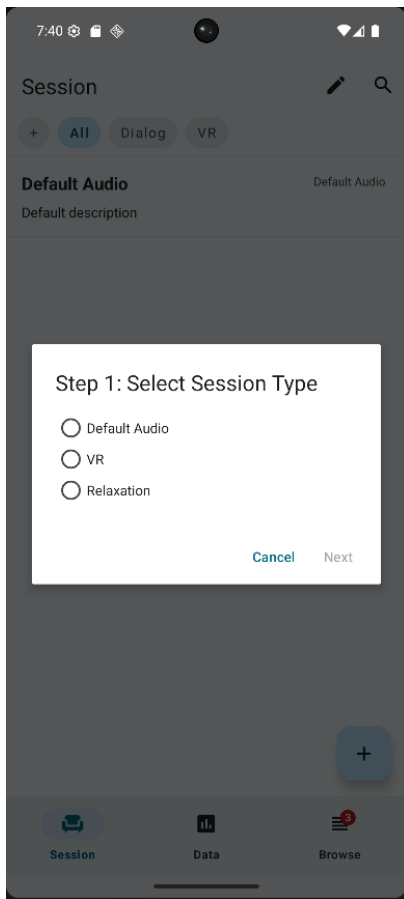 7:40
Session
+ All Dialog VR
Default Audio Default Audio
Default description
Step 1: Select Session Type
Default Audio
VR
Relaxation
Cancel Next
+
3
Session Data Browse